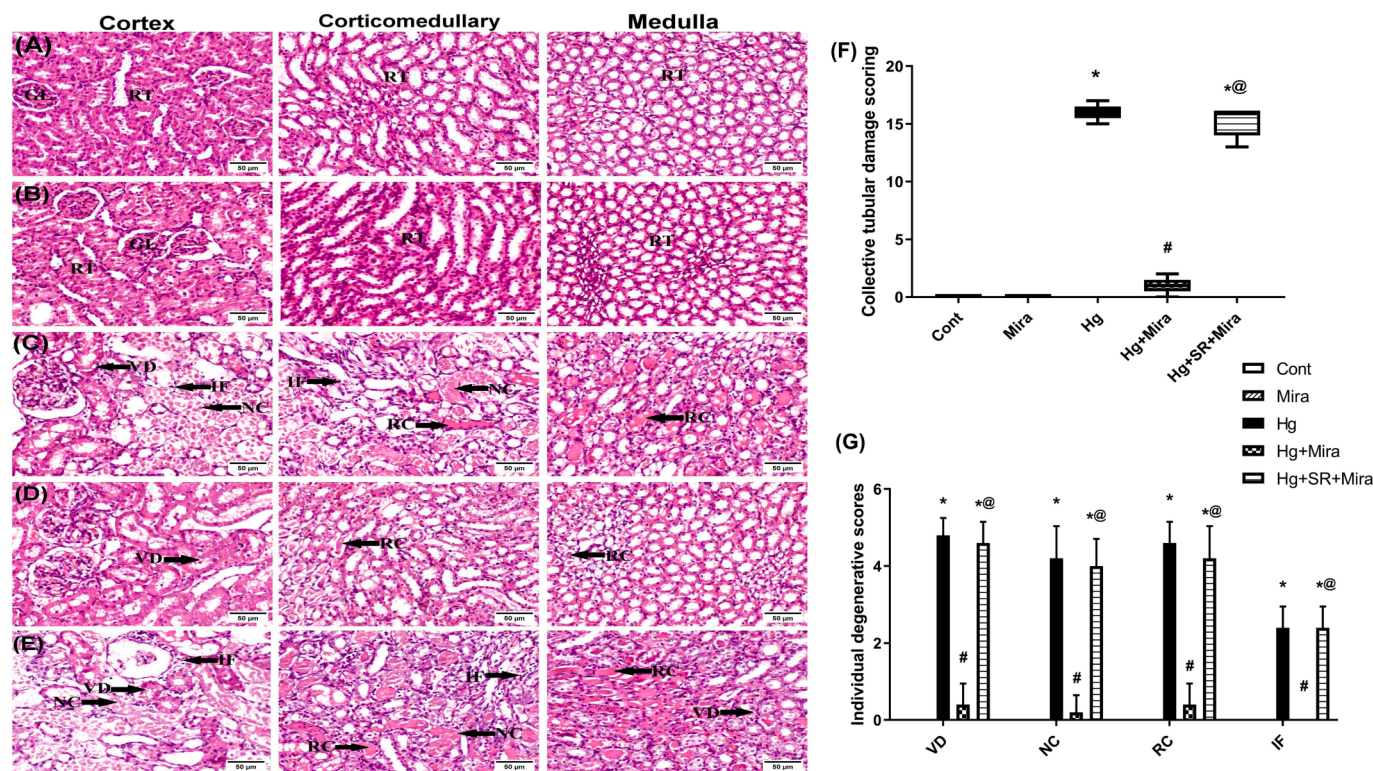 Cortex Corticomedullary Medulla
(A) GL RT RT RT
50 µm 50 µm 50 µm
(B) GL RT RT RT
50 µm 50 µm 50 µm
(C) VD IF NC IF NC RC RC
50 µm 50 µm 50 µm
(D) VD RC RC
50 µm 50 µm 50 µm
(E) IF VD NC IF NC RC RC VD
50 µm 50 µm 50 µm
(F)
Collective tubular damage scoring
20
15
10
5
0
* # *@
Cont Mira Hg Hg+Mira Hg+SR+Mira
Cont
Mira
Hg
Hg+Mira
Hg+SR+Mira
(G)
Individual degenerative scores
6
4
2
0
* # *@ * # *@ * # *@ * # *@
VD NC RC IF